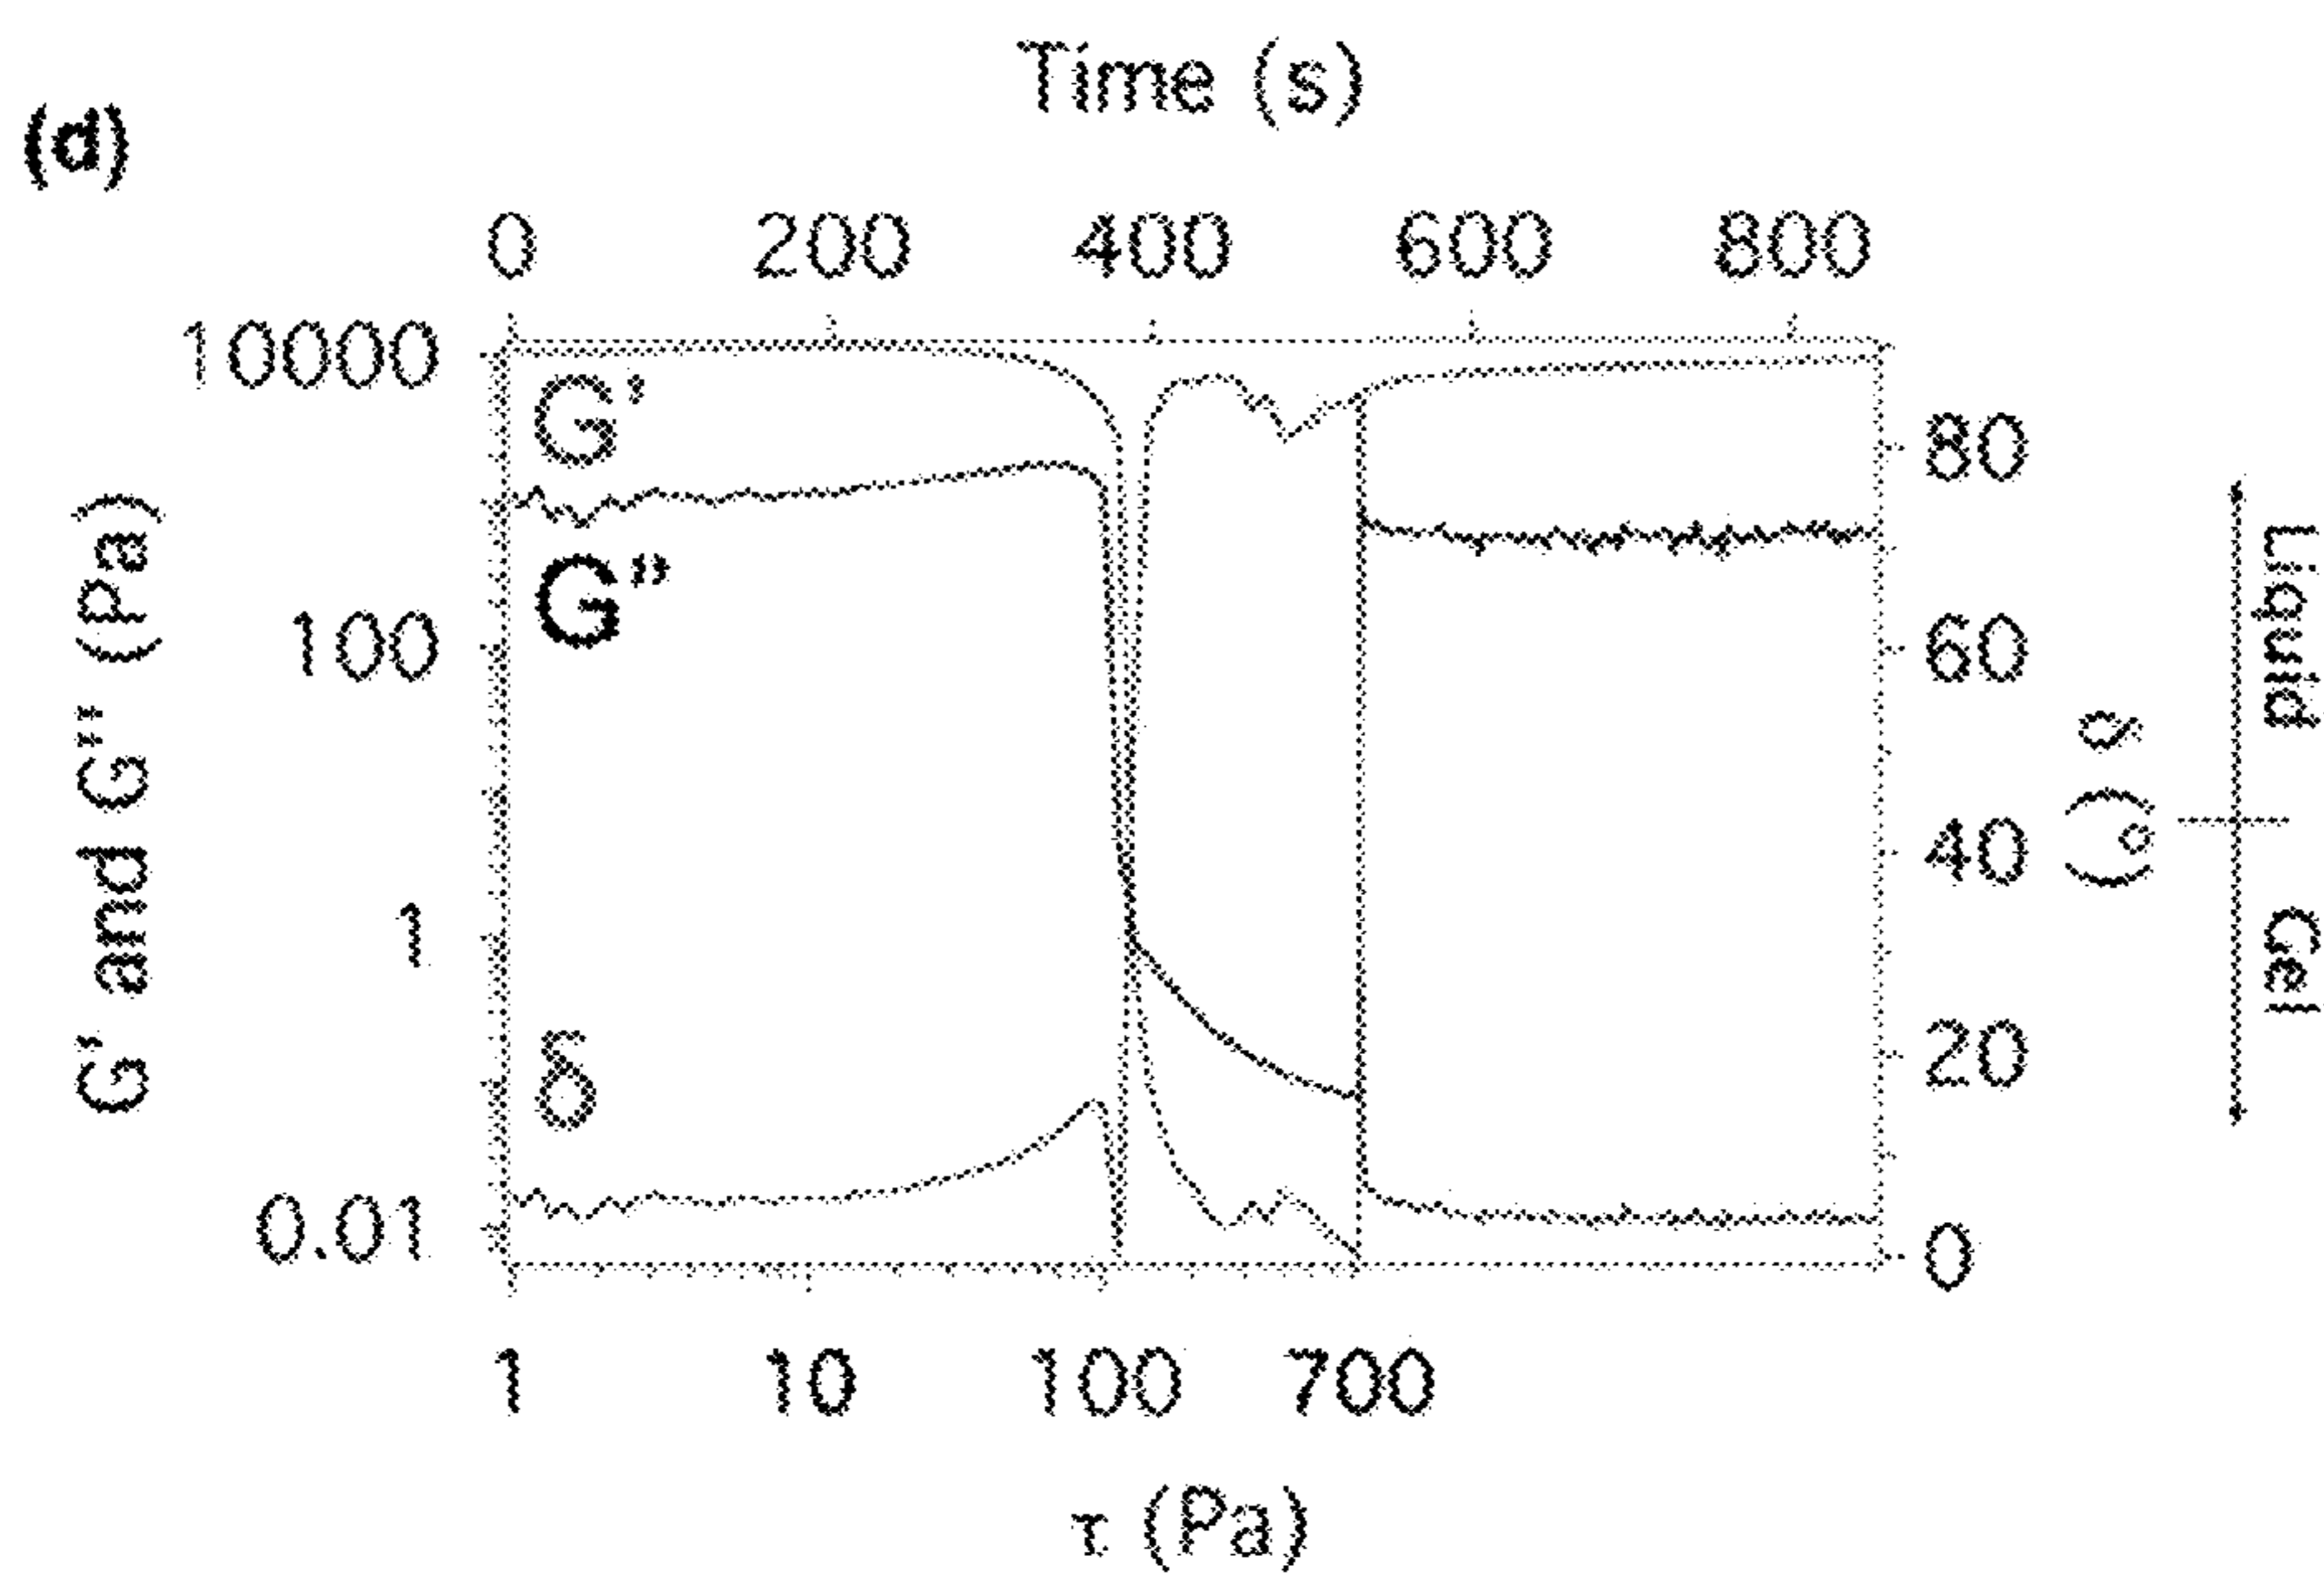 Time (s)
(d)
0 200 400 600 800
10000
100
1
0.01
G' and G'' (Pa)
G'
G”
δ
80
60
40
20
0
δ (°)
Liquid
Gel
1 10 100 700
τ (Pa)